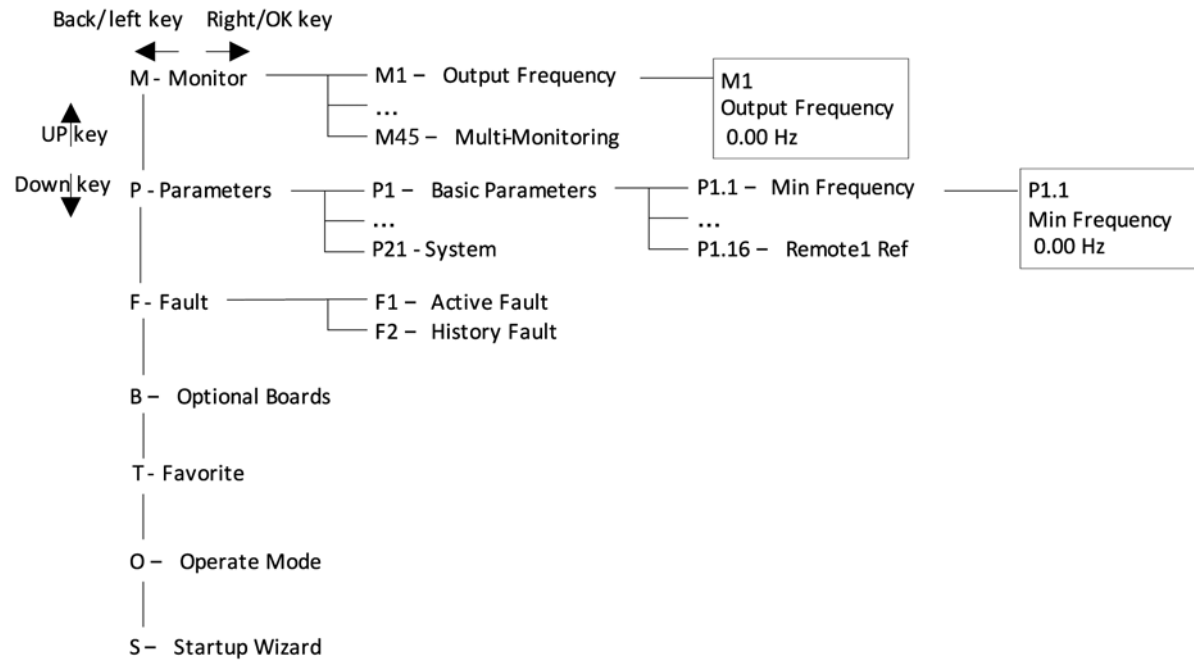 Back/left key Right/OK key
M - Monitor M1 – Output Frequency M1
Output Frequency
0.00 Hz
...
UP key M45 – Multi-Monitoring
Down key P - Parameters P1 – Basic Parameters P1.1 – Min Frequency P1.1
Min Frequency
0.00 Hz
... ...
P21 - System P1.16 – Remote1 Ref
F - Fault F1 – Active Fault
F2 – History Fault
B – Optional Boards
T - Favorite
O – Operate Mode
S – Startup Wizard